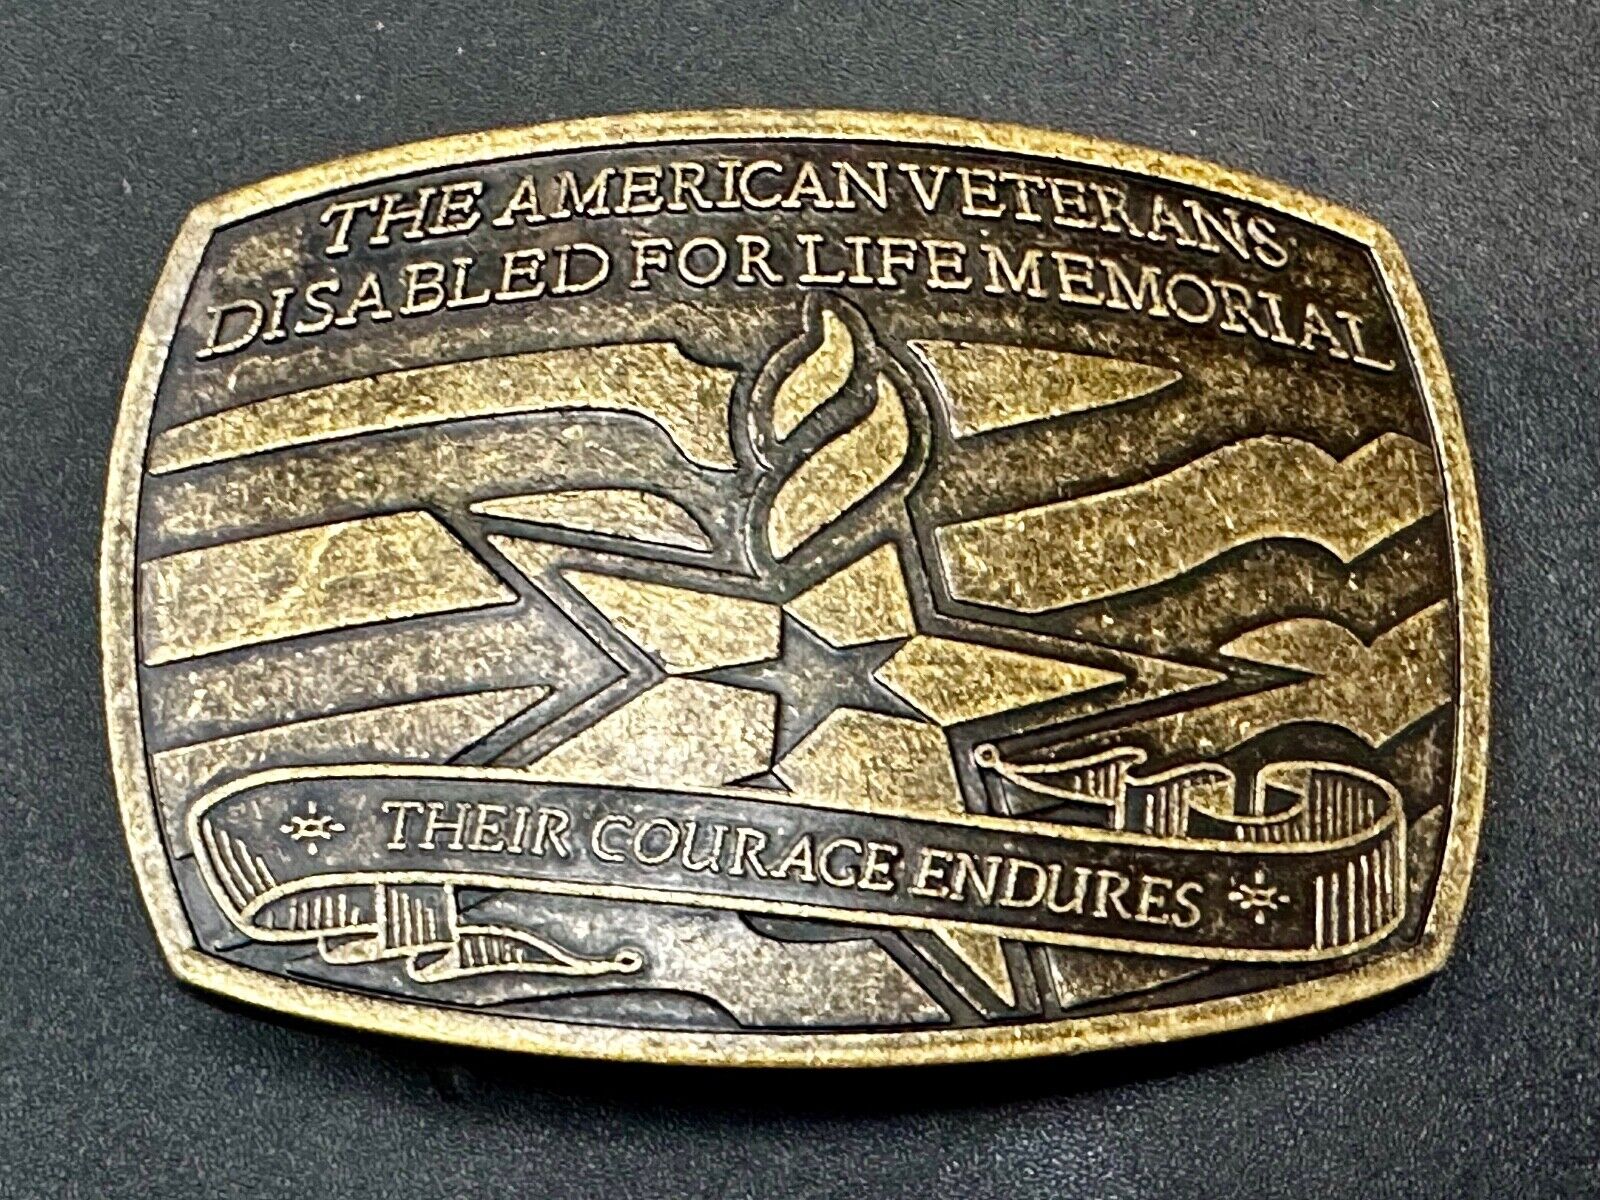 THE AMERICAN VETERANS
DISABLED FOR LIFE MEMORIAL
THEIR COURAGE ENDURES